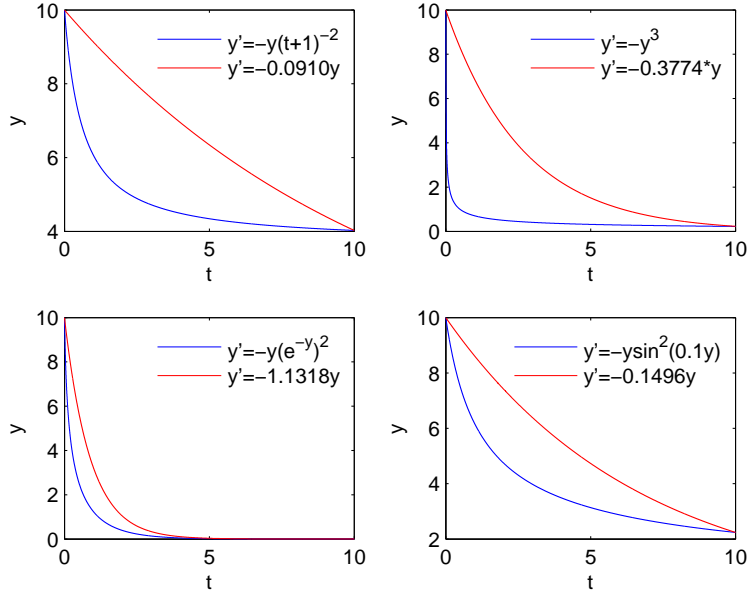 10
8
6
4
0
5
10
y
t
y'=−y(t+1)^{−2}
y'=−0.0910y
10
8
6
4
2
0
0
5
10
y
t
y'=−y^3
y'=−0.3774*y
10
8
6
4
2
0
0
5
10
y
t
y'=−y(e^{−y})^2
y'=−1.1318y
10
8
6
4
2
0
5
10
y
t
y'=−ysin^2(0.1y)
y'=−0.1496y